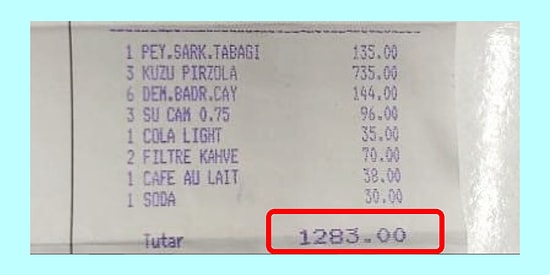 1 PEY.SARK.TABAGI 135.00
3 KUZU PIRZOLA 735.00
6 DEM.BADR.CAY 144.00
3 SU CAM 0.75 96.00
1 COLA LIGHT 35.00
2 FILTRE KAHVE 70.00
1 CAFE AU LAIT 38.00
1 SODA 30.00
Tutar 1283.00